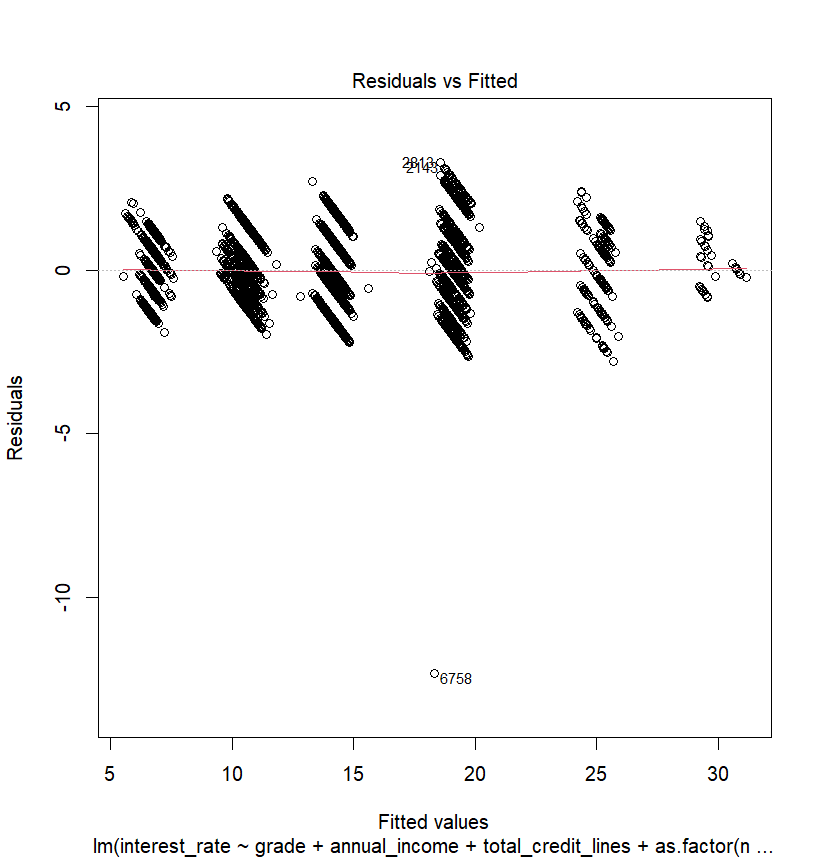 Residuals vs Fitted
5
0
-5
-10
Residuals
2813
2143
6758
5 10 15 20 25 30
Fitted values
lm(interest_rate ~ grade + annual_income + total_credit_lines + as.factor(n ...